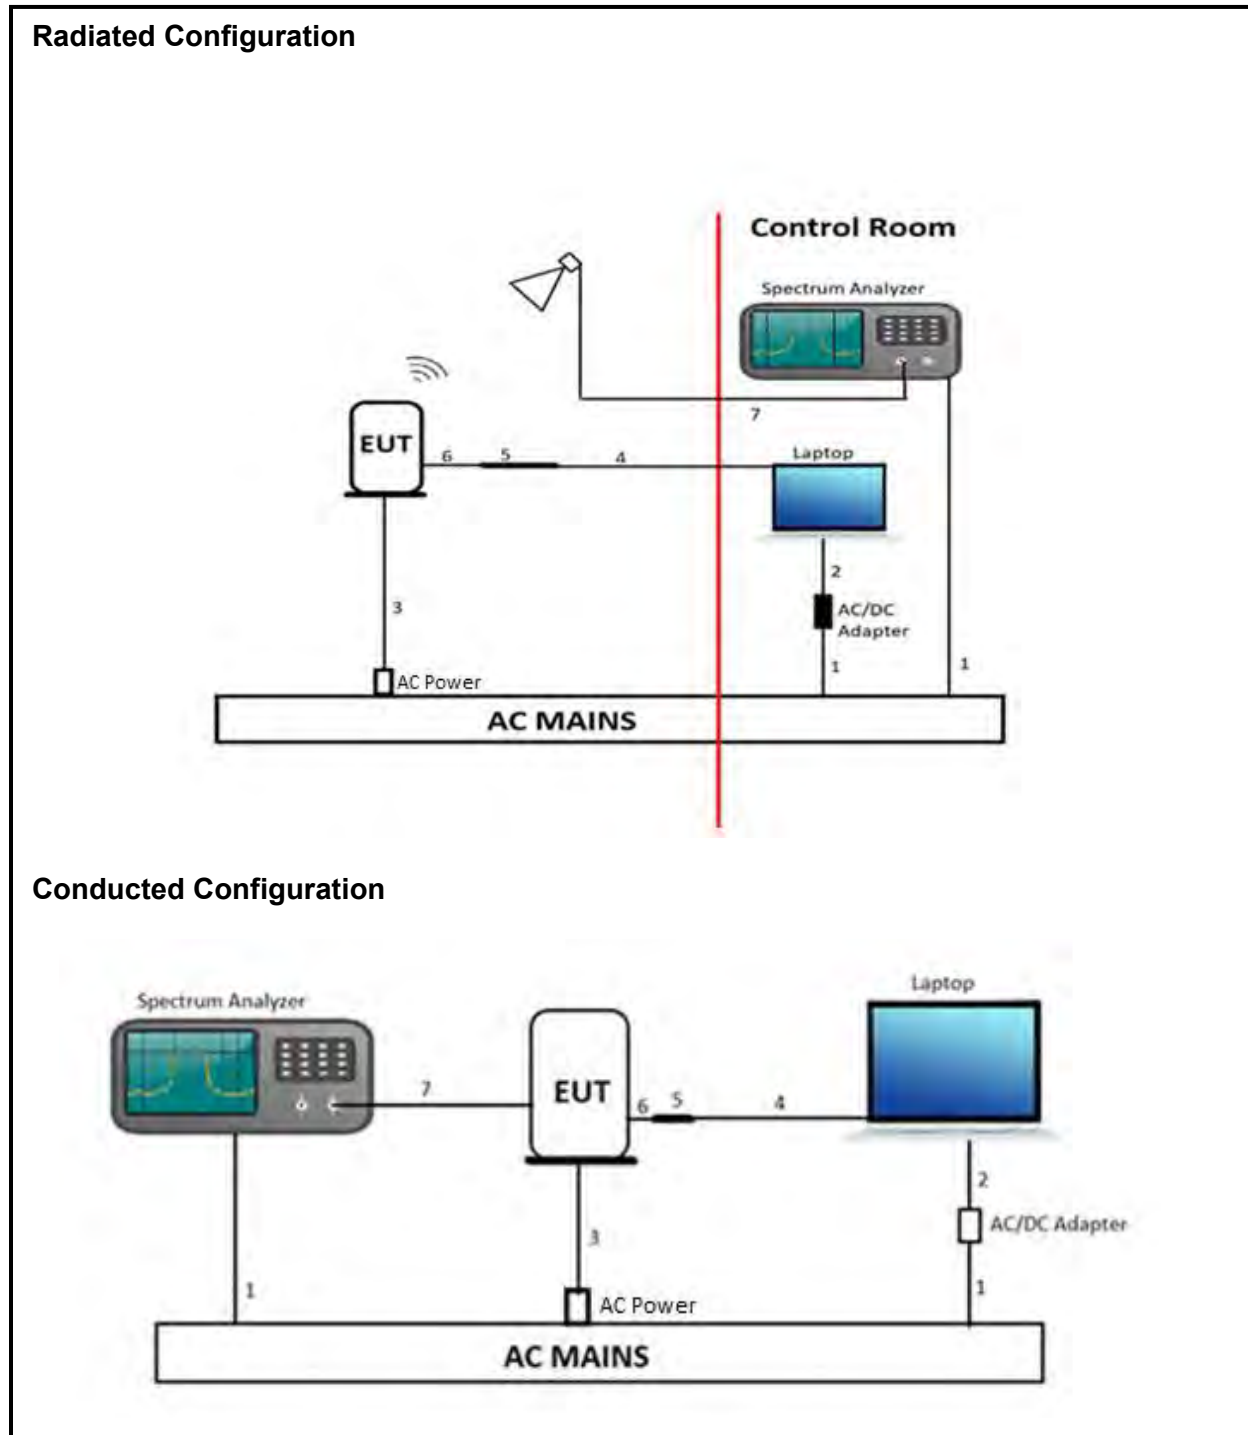 Radiated Configuration
Control Room
Spectrum Analyzer
7
EUT
6 5 4
Laptop
2
3
AC/DC
Adapter
1 1
AC Power
AC MAINS
Conducted Configuration
Laptop
Spectrum Analyzer
7
EUT
6 5 4
2
3
AC/DC Adapter
1
1
AC Power
AC MAINS